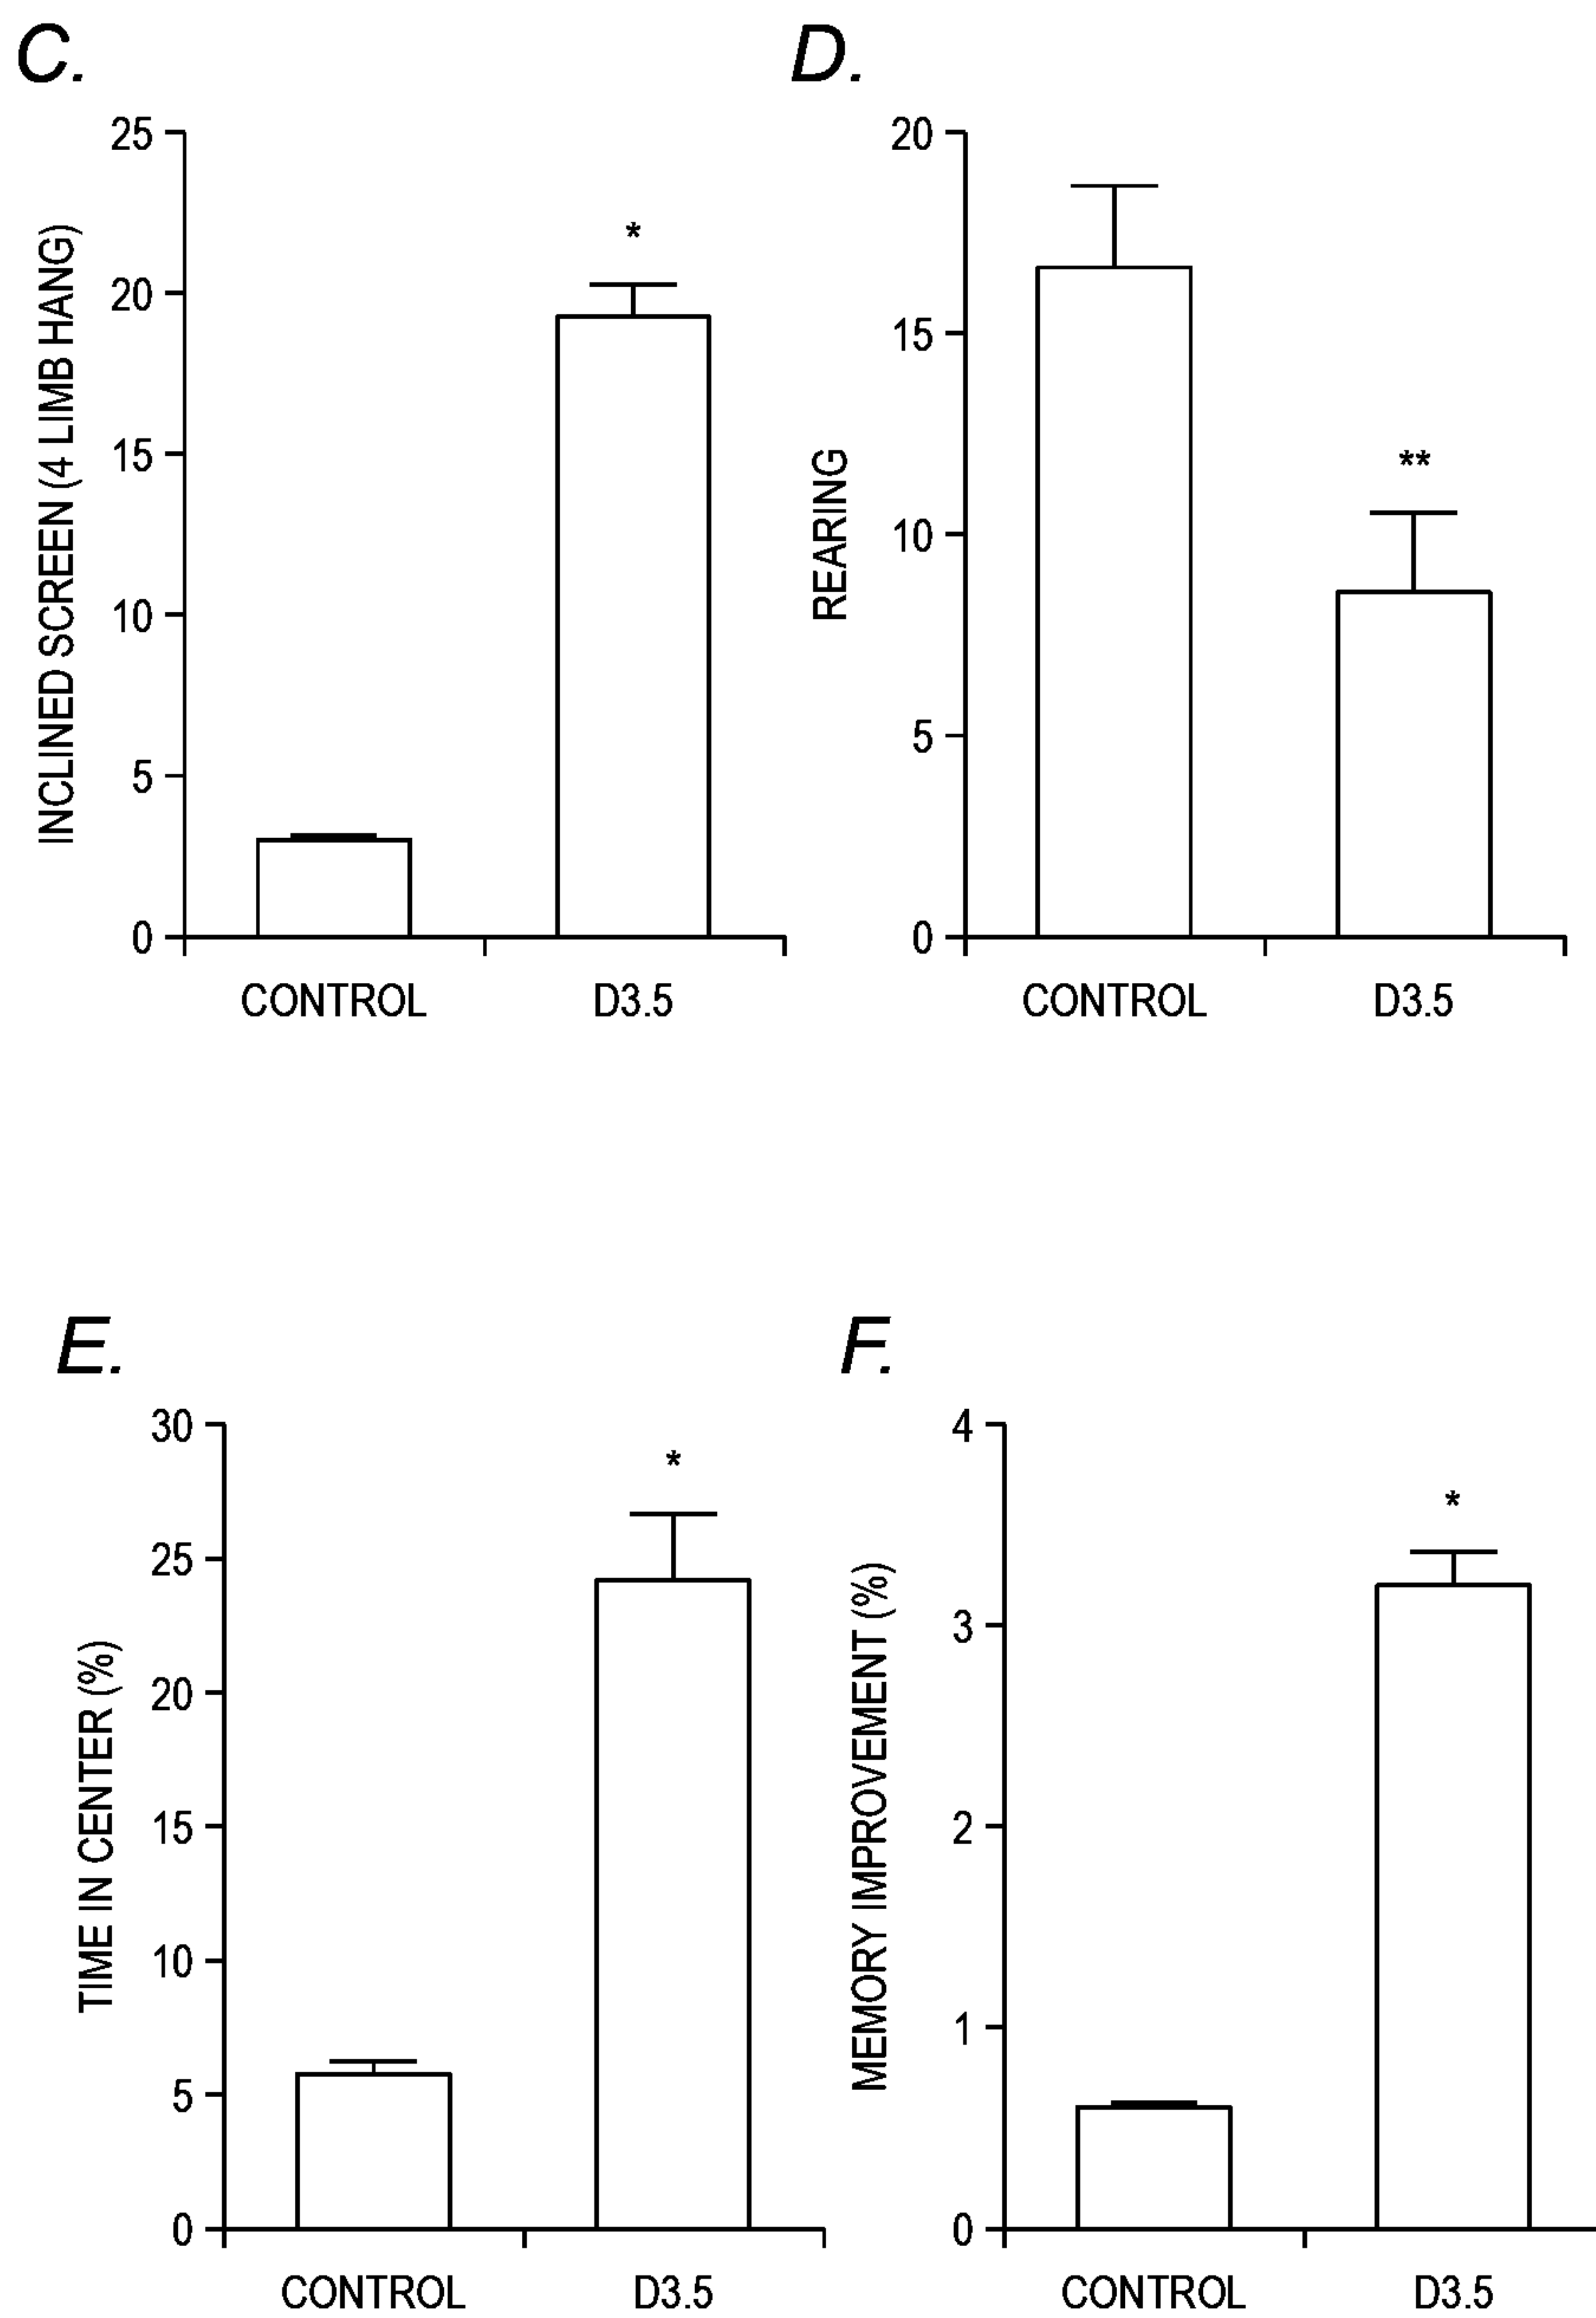 C.
INCLINED SCREEN (4 LIMB HANG)
25
20
15
10
5
0
*
CONTROL D3.5
D.
REARING
20
15
10
5
0
**
CONTROL D3.5
E.
TIME IN CENTER (%)
30
25
20
15
10
5
0
*
CONTROL D3.5
F.
MEMORY IMPROVEMENT (%)
4
3
2
1
0
*
CONTROL D3.5